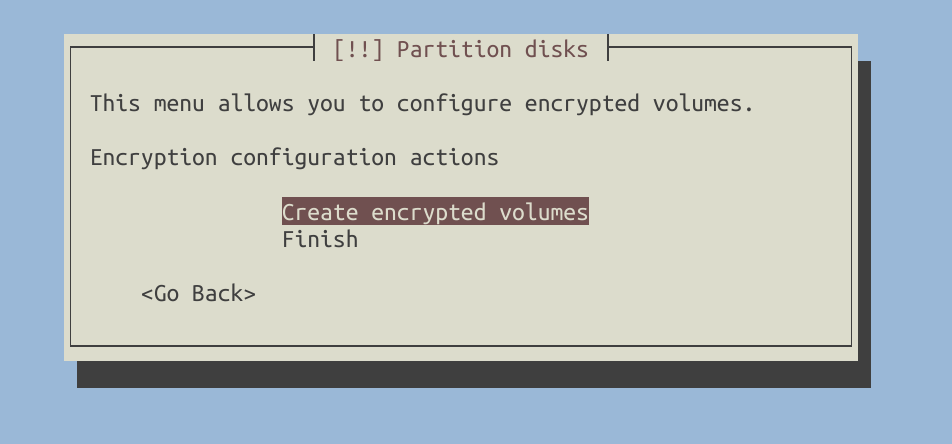 [!!] Partition disks
This menu allows you to configure encrypted volumes.
Encryption configuration actions
Create encrypted volumes
Finish
<Go Back>